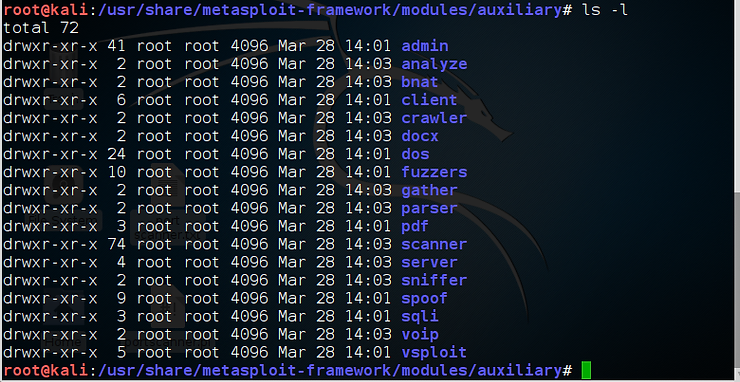 root@kali:/usr/share/metasploit-framework/modules/auxiliary# ls -l
total 72
drwxr-xr-x 41 root root 4096 Mar 28 14:01 admin
drwxr-xr-x  2 root root 4096 Mar 28 14:03 analyze
drwxr-xr-x  2 root root 4096 Mar 28 14:03 bnat
drwxr-xr-x  6 root root 4096 Mar 28 14:01 client
drwxr-xr-x  2 root root 4096 Mar 28 14:03 crawler
drwxr-xr-x  2 root root 4096 Mar 28 14:03 docx
drwxr-xr-x 24 root root 4096 Mar 28 14:01 dos
drwxr-xr-x 10 root root 4096 Mar 28 14:01 fuzzers
drwxr-xr-x  2 root root 4096 Mar 28 14:03 gather
drwxr-xr-x  2 root root 4096 Mar 28 14:03 parser
drwxr-xr-x  3 root root 4096 Mar 28 14:01 pdf
drwxr-xr-x 74 root root 4096 Mar 28 14:03 scanner
drwxr-xr-x  4 root root 4096 Mar 28 14:03 server
drwxr-xr-x  2 root root 4096 Mar 28 14:03 sniffer
drwxr-xr-x  9 root root 4096 Mar 28 14:01 spoof
drwxr-xr-x  3 root root 4096 Mar 28 14:01 sqli
drwxr-xr-x  2 root root 4096 Mar 28 14:03 voip
drwxr-xr-x  5 root root 4096 Mar 28 14:01 vsploit
root@kali:/usr/share/metasploit-framework/modules/auxiliary#